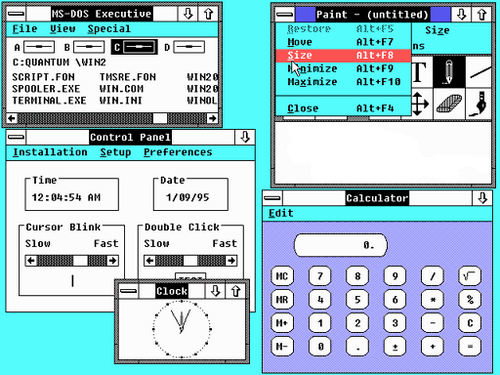 MS-DOS Executive
File View Special
A B C D
C:QUANTUM \WIN2
SCRIPT.FON TMSRE.FON WIN20
SPOOLER.EXE WIN.COM WIN20
TERMINAL.EXE WIN.INI WINOL
Paint - (untitled)
Restore Alt+F5
Move Alt+F7
Size Alt+F8
Minimize Alt+F9
Maximize Alt+F10
Close Alt+F4
Size
ns
T
Control Panel
Installation Setup Preferences
Time
12:04:54 AM
Date
1/09/95
Cursor Blink
Slow Fast
Double Click
Slow Fast
Clock
Calculator
Edit
0.
MC 7 8 9 / √
MR 4 5 6 * %
M+ 1 2 3 - C
M- 0 . ± + =